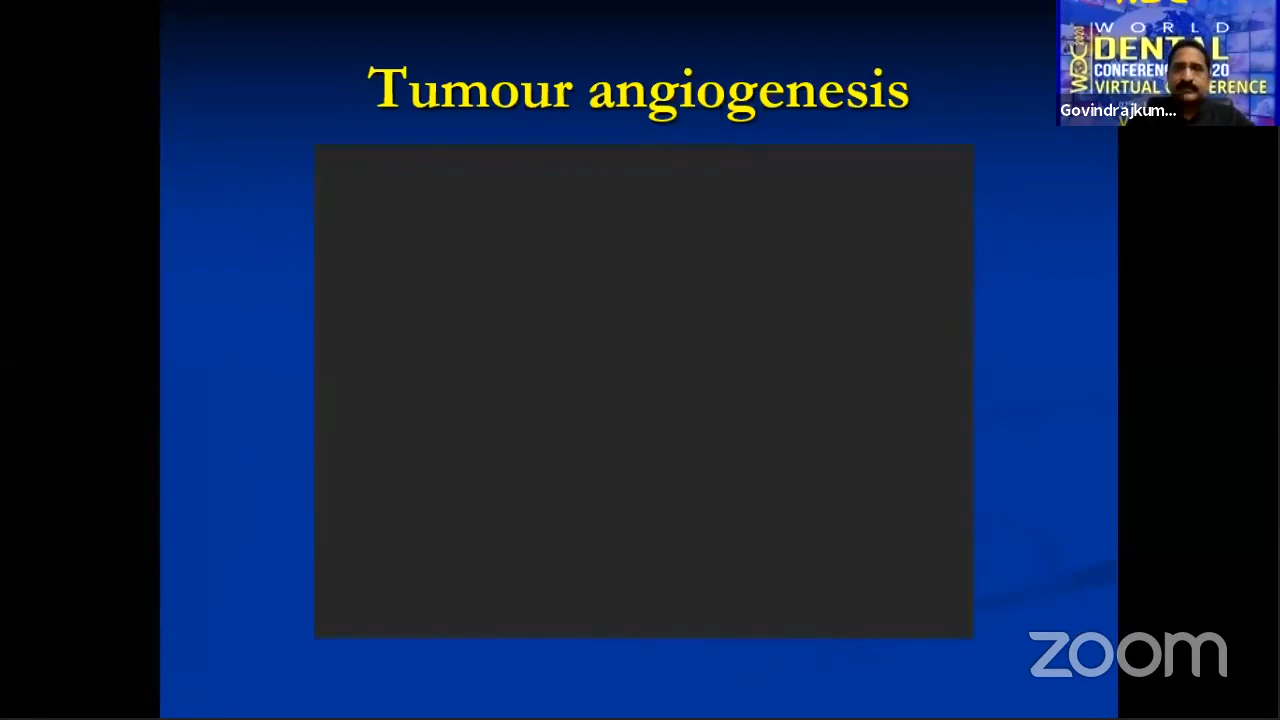 Tumour angiogenesis
WORLD
DENTAL
VIRTUAL
Govindrajkum...
zoom